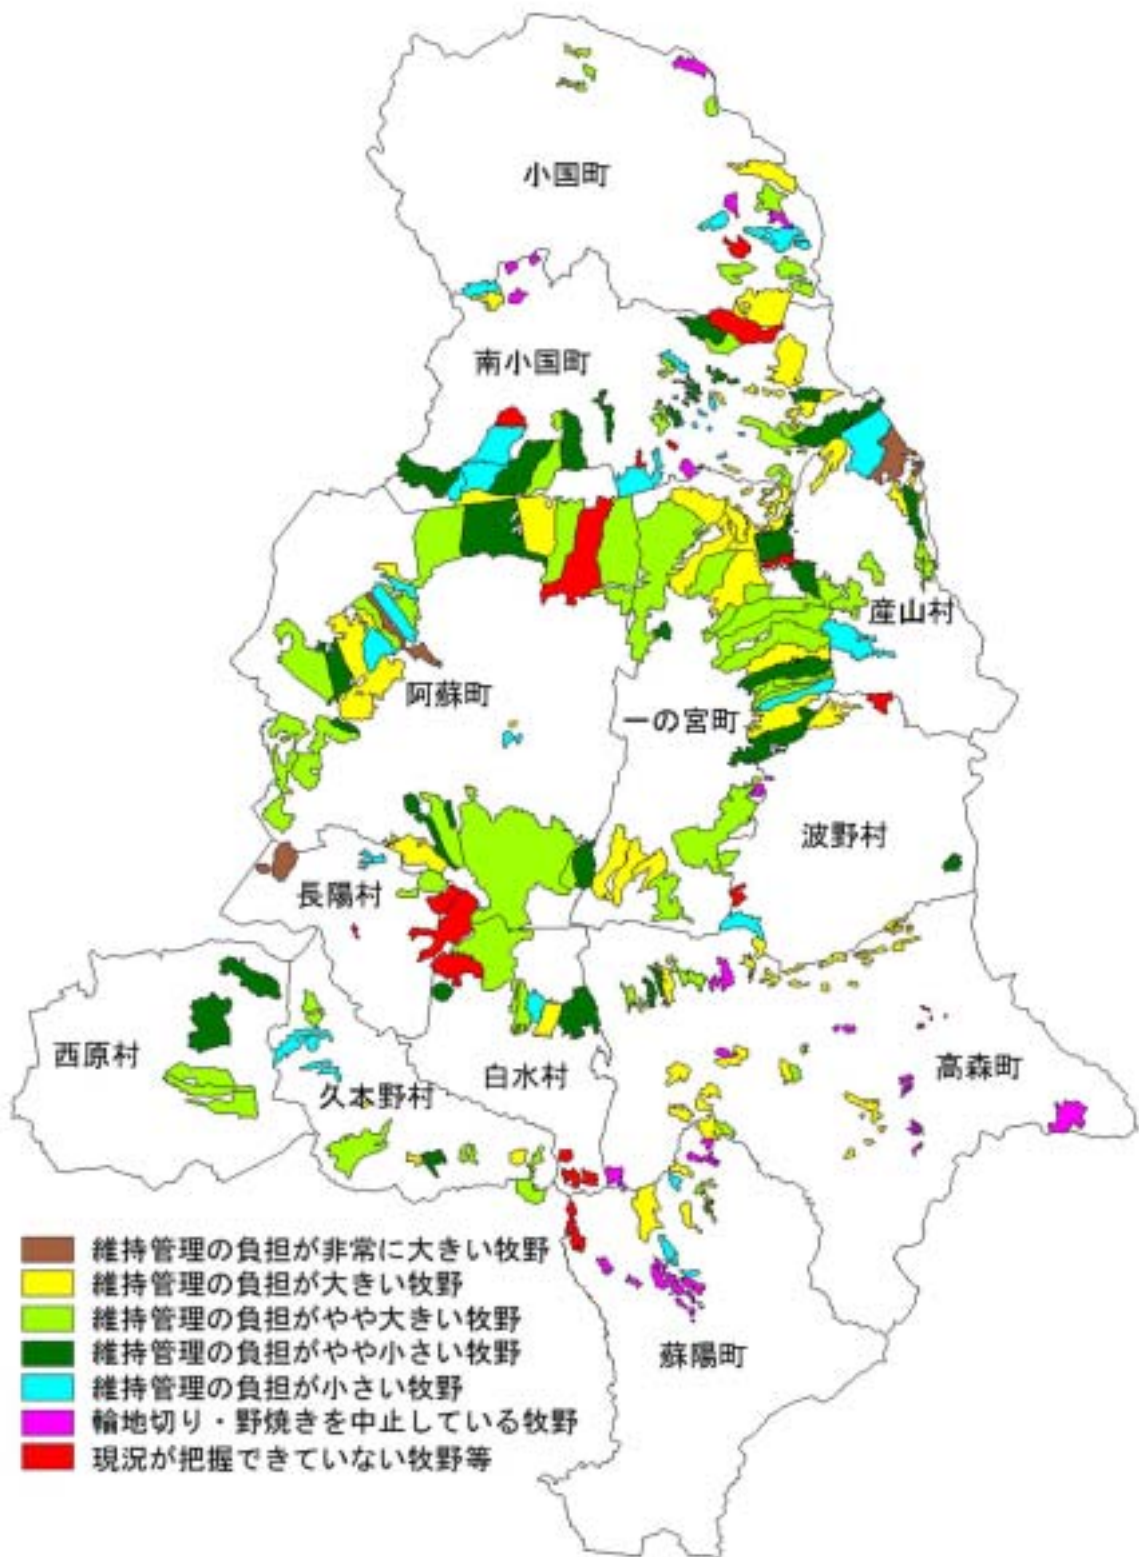 小国町
南小国町
産山村
阿蘇町
一の宮町
波野村
長陽村
西原村
久木野村
白水村
高森町
蘇陽町
維持管理の負担が非常に大きい牧野
維持管理の負担が大きい牧野
維持管理の負担がやや大きい牧野
維持管理の負担がやや小さい牧野
維持管理の負担が小さい牧野
輪地切り・野焼きを中止している牧野
現況が把握できていない牧野等